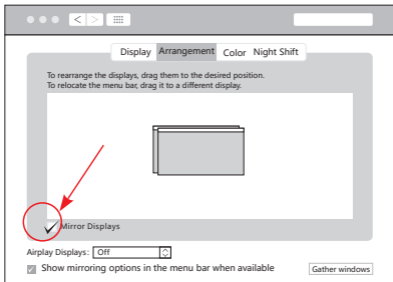 Display Arrangement Color Night Shift
To rearrange the displays, drag them to the desired position.
To relocate the menu bar, drag it to a different display.
Mirror Displays
Airplay Displays: Off
Show mirroring options in the menu bar when available
Gather windows